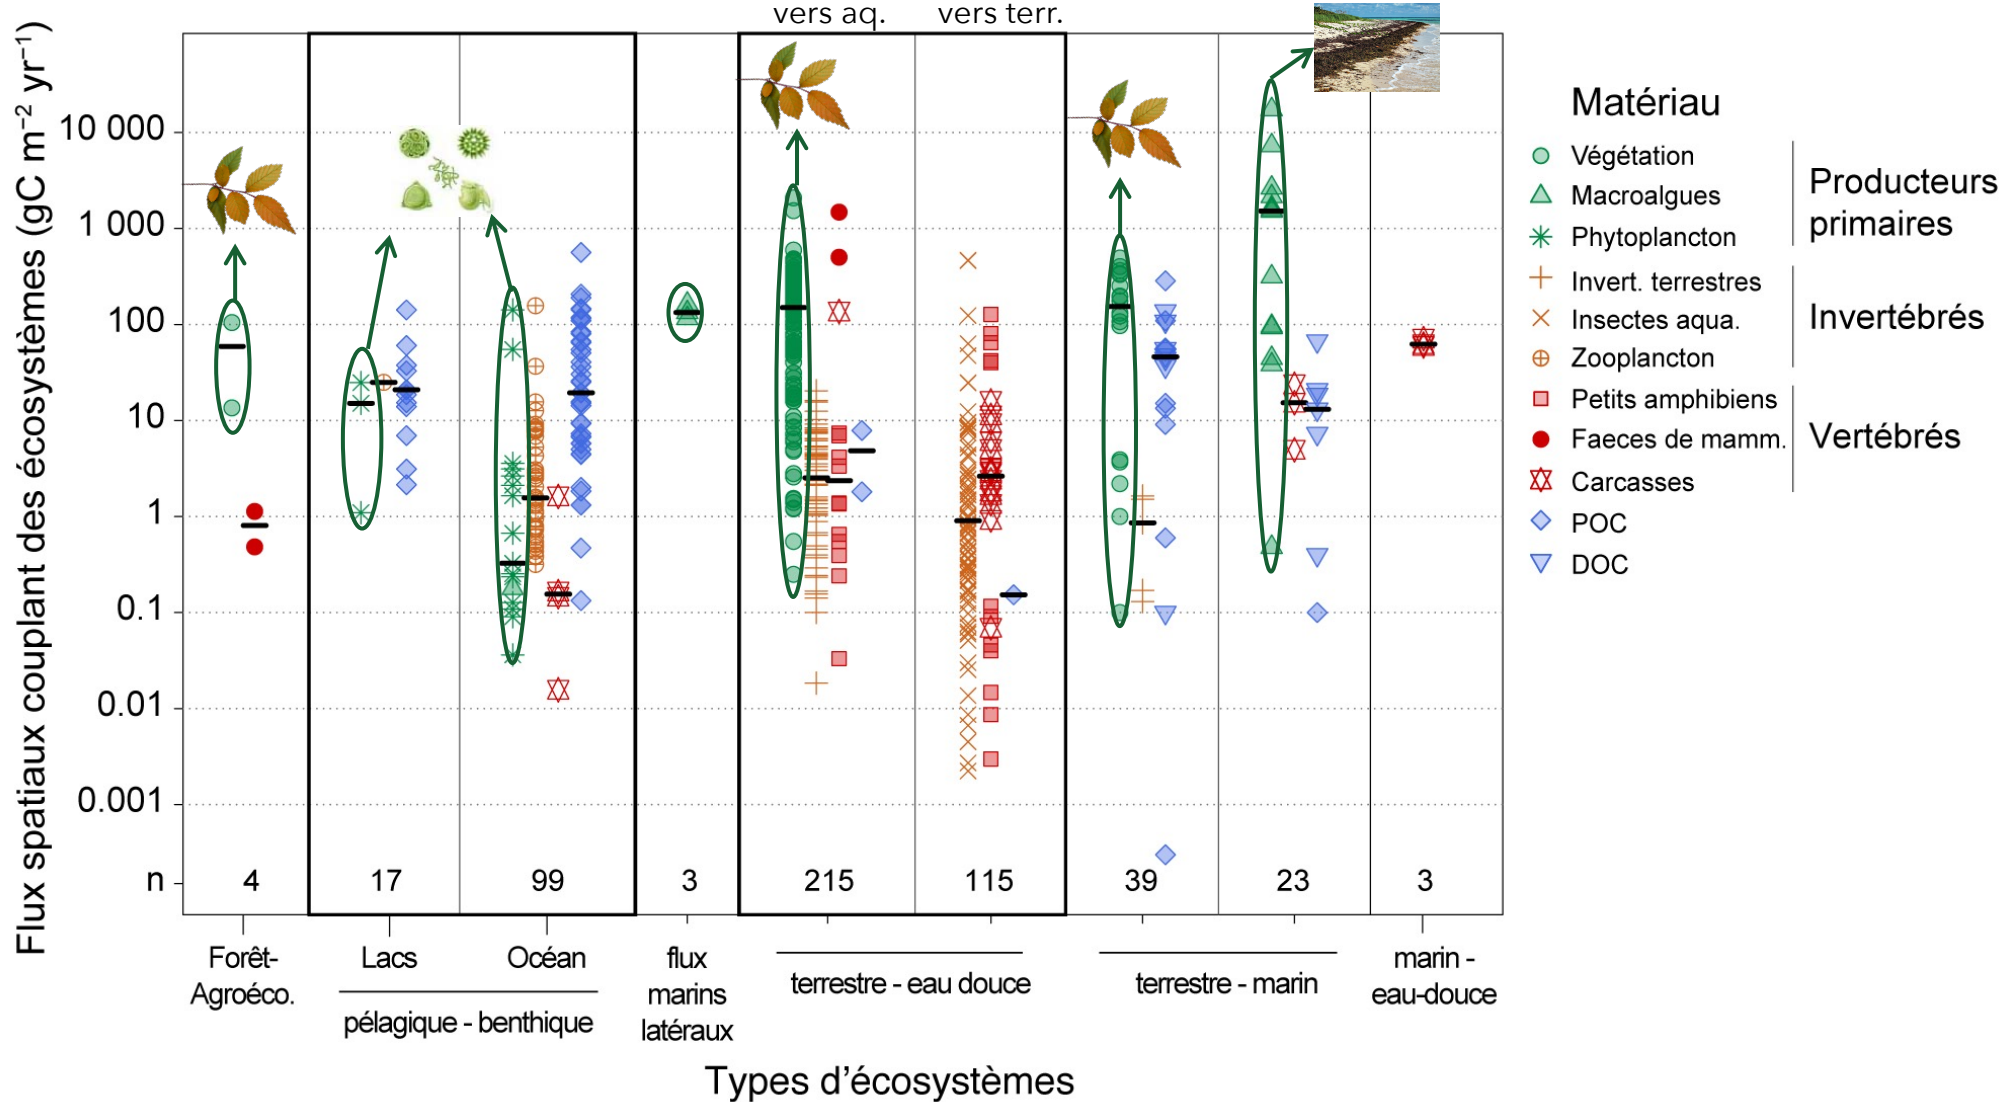 vers aq. vers terr.
Flux spatiaux couplant des écosystèmes (gC m⁻² yr⁻¹)
10 000
1 000
100
10
1
0.1
0.01
0.001
n 4 17 99 3 215 115 39 23 3
Forêt-
Agroéco.
Lacs
Océan
pélagique - benthique
flux
marins
latéraux
terrestre - eau douce
terrestre - marin
marin -
eau-douce
Types d’écosystèmes
Matériau
Végétation
Macroalgues
Phytoplancton
Producteurs
primaires
Invert. terrestres
Insectes aqua.
Zooplancton
Invertébrés
Petits amphibiens
Faeces de mamm.
Carcasses
Vertébrés
POC
DOC